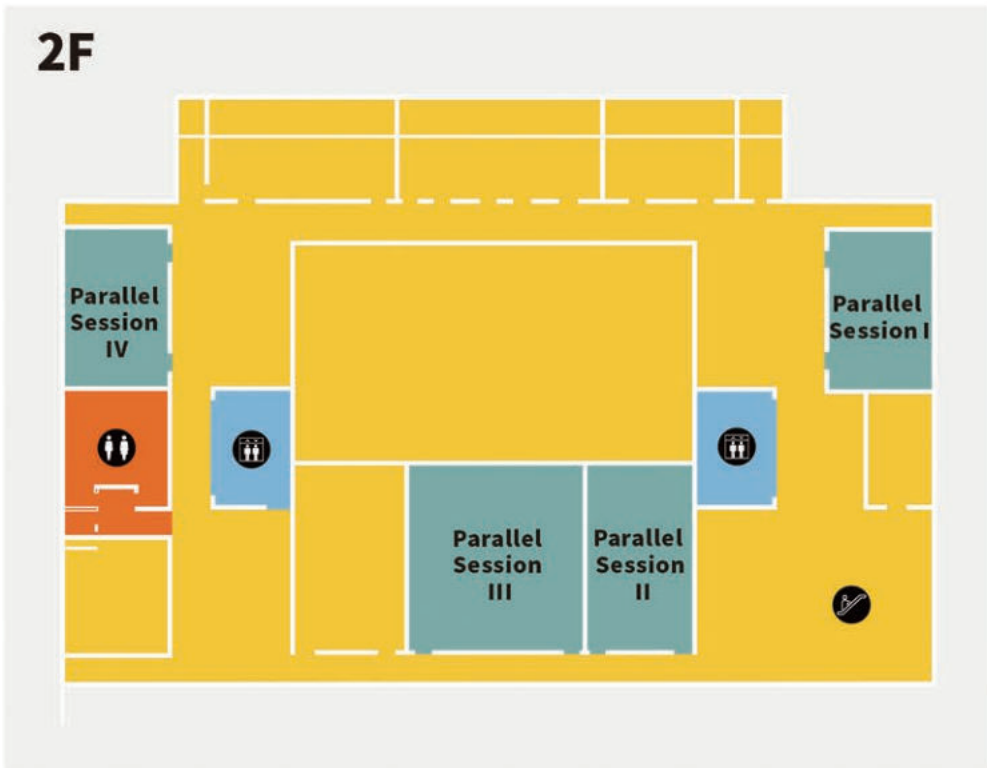 2F
Parallel
Session
IV
Parallel
Session I
Parallel
Session
III
Parallel
Session
II